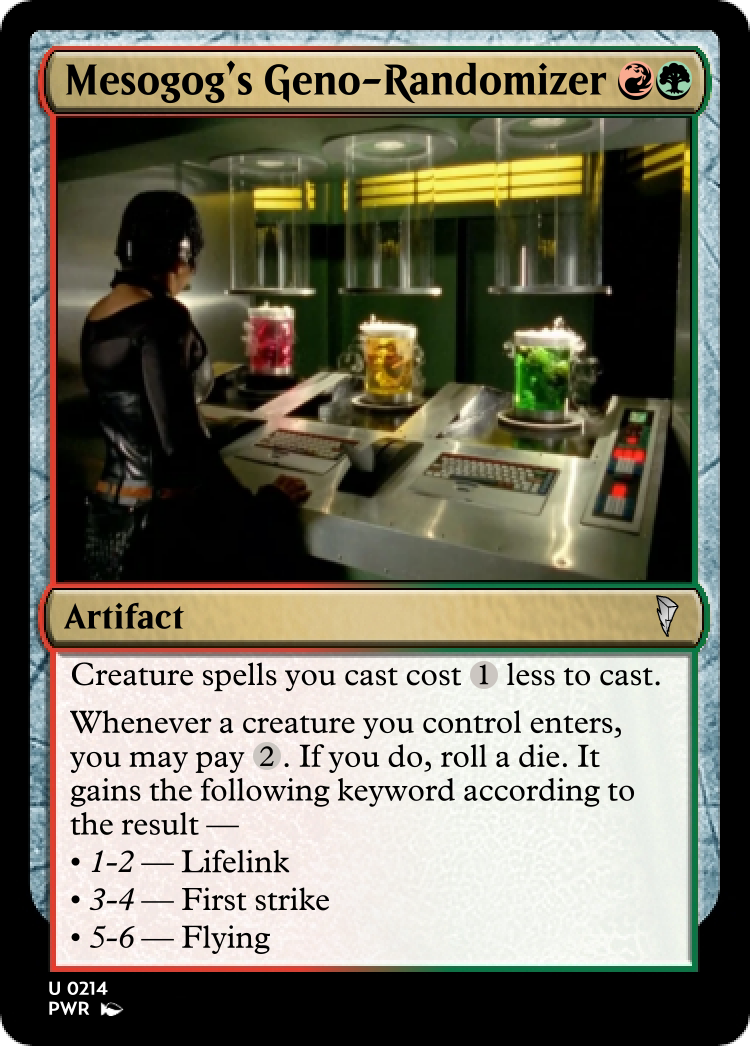 Mesogog's Geno-Randomizer
Artifact
Creature spells you cast cost 1 less to cast.
Whenever a creature you control enters,
you may pay 2. If you do, roll a die. It
gains the following keyword according to
the result —
• 1-2 — Lifelink
• 3-4 — First strike
• 5-6 — Flying
U 0214
PWR